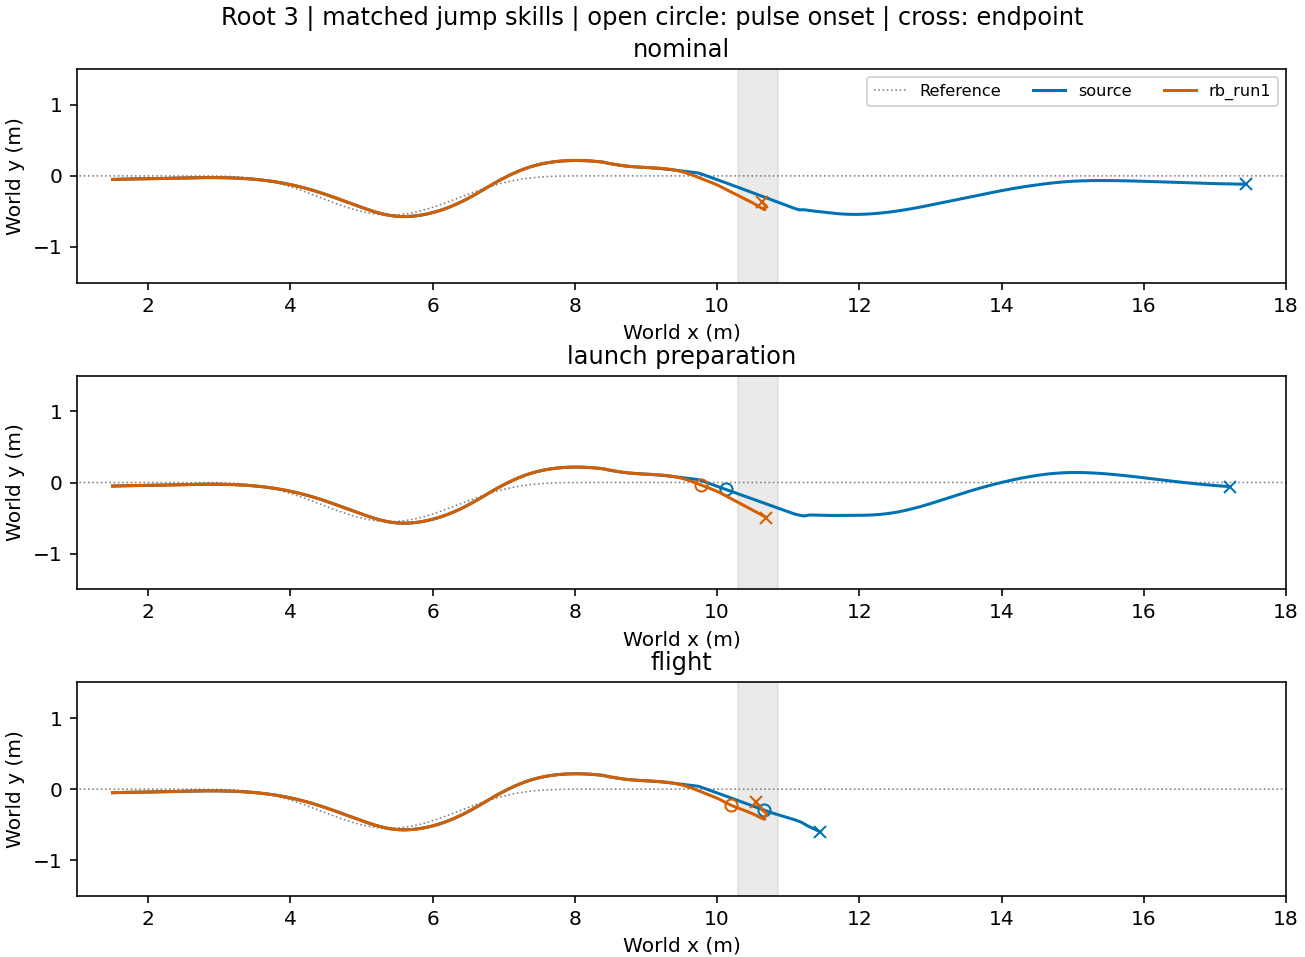 Root 3 | matched jump skills | open circle: pulse onset | cross: endpoint
nominal
Reference source rb_run1
World y (m)
1
0
−1
2 4 6 8 10 12 14 16 18
World x (m)
launch preparation
World y (m)
1
0
−1
2 4 6 8 10 12 14 16 18
World x (m)
flight
World y (m)
1
0
−1
2 4 6 8 10 12 14 16 18
World x (m)